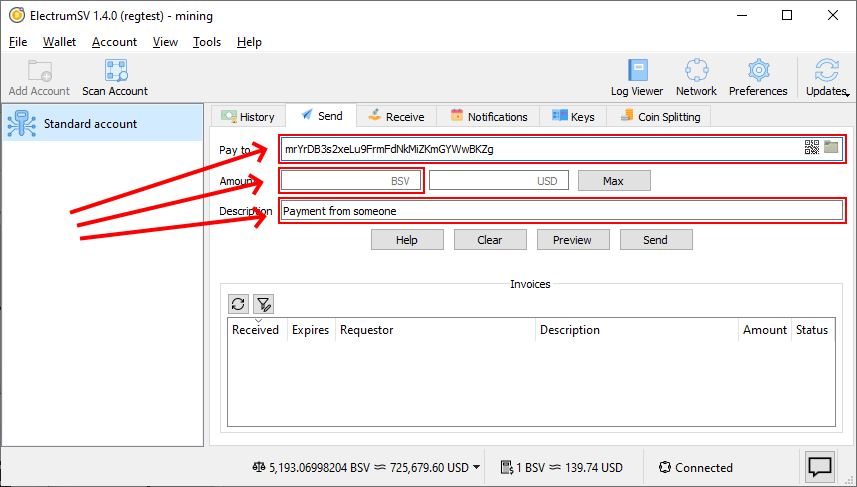 ElectrumSV 1.4.0 (regtest) - mining
File Wallet Account View Tools Help
Add Account Scan Account Log Viewer Network Preferences Updates
Standard account
History Send Receive Notifications Keys Coin Splitting
Pay to mrYrDB3s2xeLu9FrmFdNkMiZKmGYWwBKZg
Amount BSV USD Max
Description Payment from someone
Help Clear Preview Send
Invoices
Received Expires Requestor Description Amount Status
5,193.06998204 BSV ≈ 725,679.60 USD 1 BSV ≈ 139.74 USD Connected